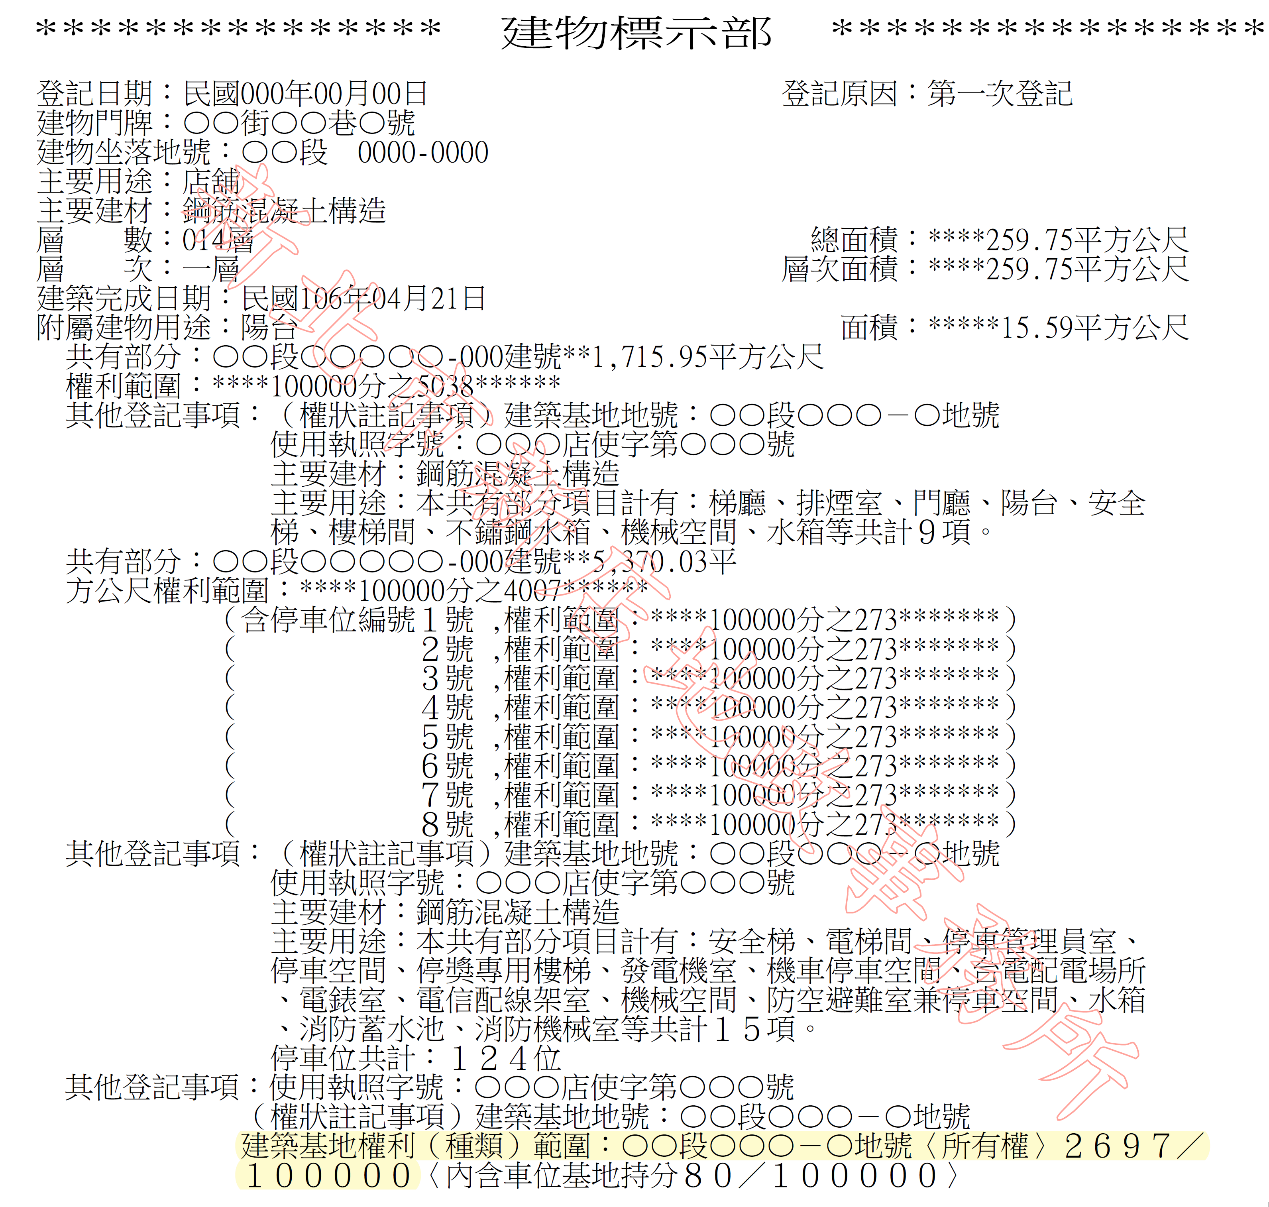 *************** 建物標示部 ****************
登記日期：民國000年00月00日 登記原因：第一次登記
建物門牌：○○街○○巷○號
建物坐落地號：○○段 0000-0000
主要用途：店舖
主要建材：鋼筋混凝土構造
層 數：014層 總面積：****259.75平方公尺
層 次：一層 層次面積：****259.75平方公尺
建築完成日期：民國106年04月21日
附屬建物用途：陽台 面積：*****15.59平方公尺
共有部分：○○段○○○○○-000建號**1,715.95平方公尺
權利範圍：****100000分之5038******
其他登記事項：（權狀註記事項）建築基地地號：○○段○○○－○地號
使用執照字號：○○○店使字第○○○號
主要建材：鋼筋混凝土構造
主要用途：本共有部分項目計有：梯廳、排煙室、門廳、陽台、安全
梯、樓梯間、不鏽鋼水箱、機械空間、水箱等共計９項。
共有部分：○○段○○○○○-000建號**5,370.03平
方公尺權利範圍：****100000分之4007******
（含停車位編號１號 ,權利範圍：****100000分之273*******）
（ ２號 ,權利範圍：****100000分之273*******）
（ ３號 ,權利範圍：****100000分之273*******）
（ ４號 ,權利範圍：****100000分之273*******）
（ ５號 ,權利範圍：****100000分之273*******）
（ ６號 ,權利範圍：****100000分之273*******）
（ ７號 ,權利範圍：****100000分之273*******）
（ ８號 ,權利範圍：****100000分之273*******）
其他登記事項：（權狀註記事項）建築基地地號：○○段○○○－○地號
使用執照字號：○○○店使字第○○○號
主要建材：鋼筋混凝土構造
主要用途：本共有部分項目計有：安全梯、電梯間、停車管理員室、
停車空間、停獎專用樓梯、發電機室、機車停車空間、台電配電場所
、電錶室、電信配線架室、機械空間、防空避難室兼停車空間、水箱
、消防蓄水池、消防機械室等共計１５項。
停車位共計：１２４位
其他登記事項：使用執照字號：○○○店使字第○○○號
（權狀註記事項）建築基地地號：○○段○○○－○地號
建築基地權利（種類）範圍：○○段○○○－○地號〈所有權〉２６９７／
１０００００〈內含車位基地持分８０／１０００００〉
新北市新店地政事務所